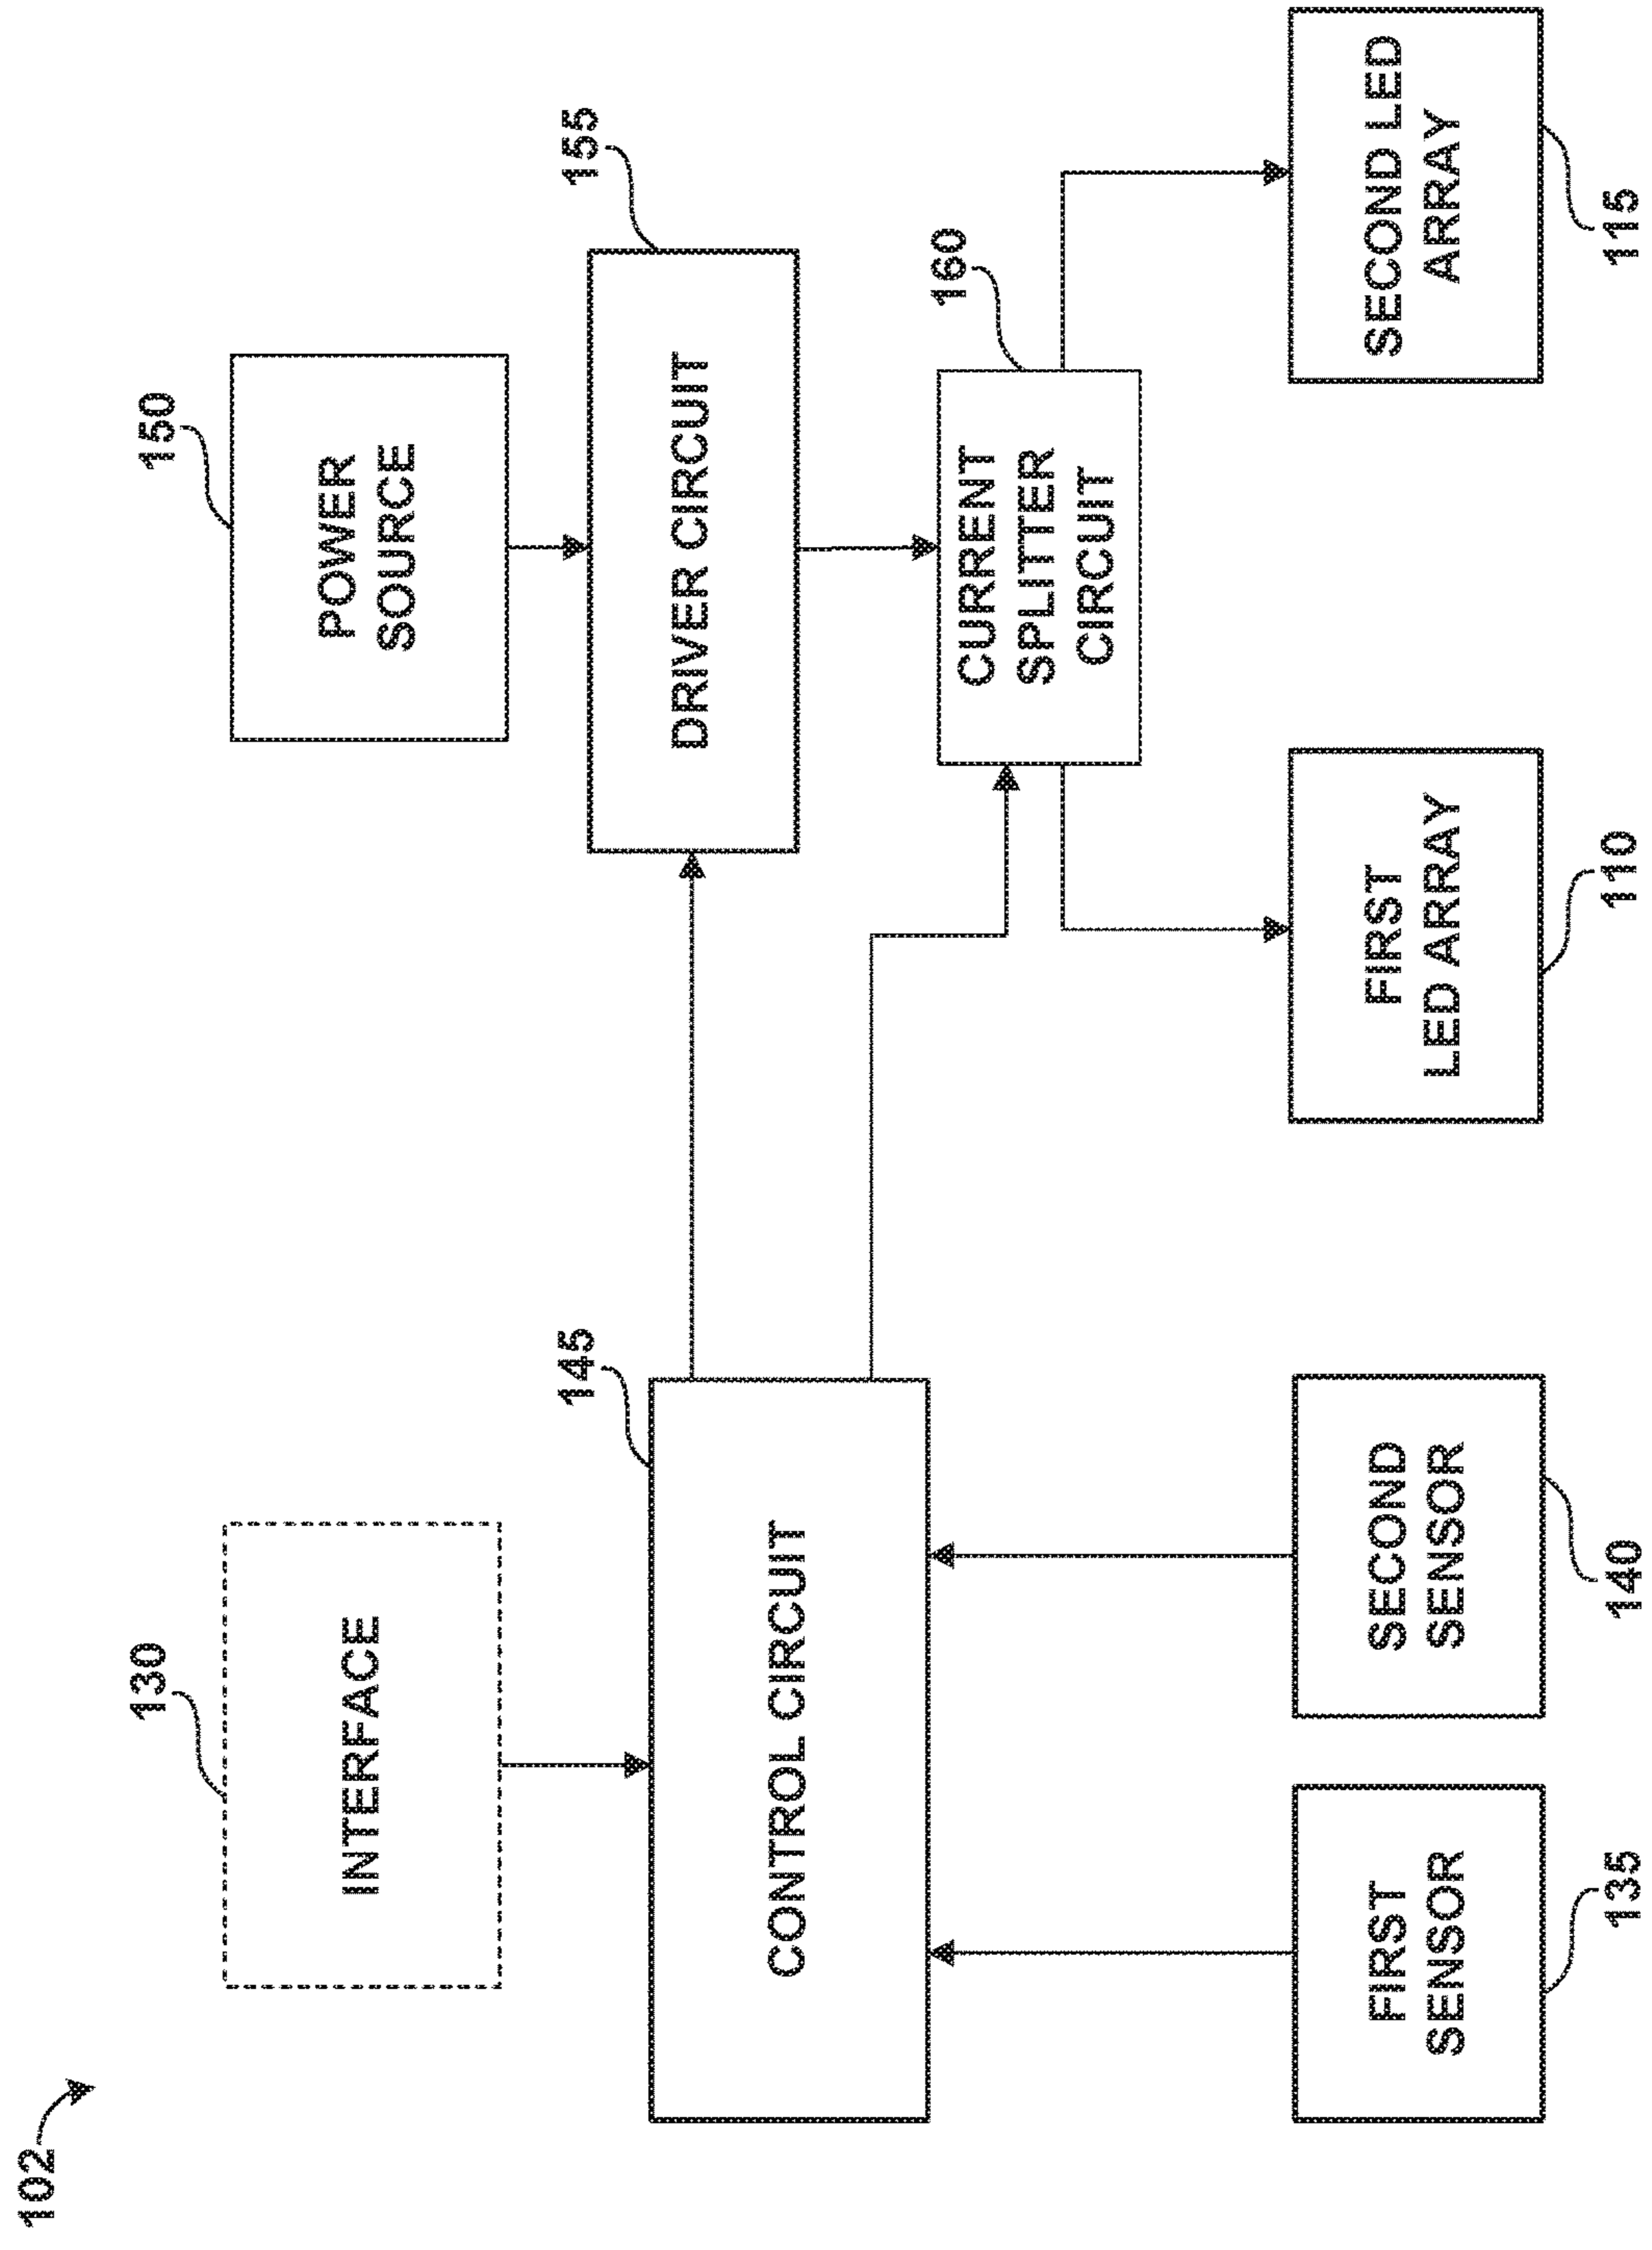 102
130
INTERFACE
145
CONTROL CIRCUIT
FIRST
SENSOR
135
SECOND
SENSOR
140
150
POWER
SOURCE
155
DRIVER CIRCUIT
160
CURRENT
SPLITTER
CIRCUIT
FIRST
LED ARRAY
110
SECOND LED
ARRAY
115